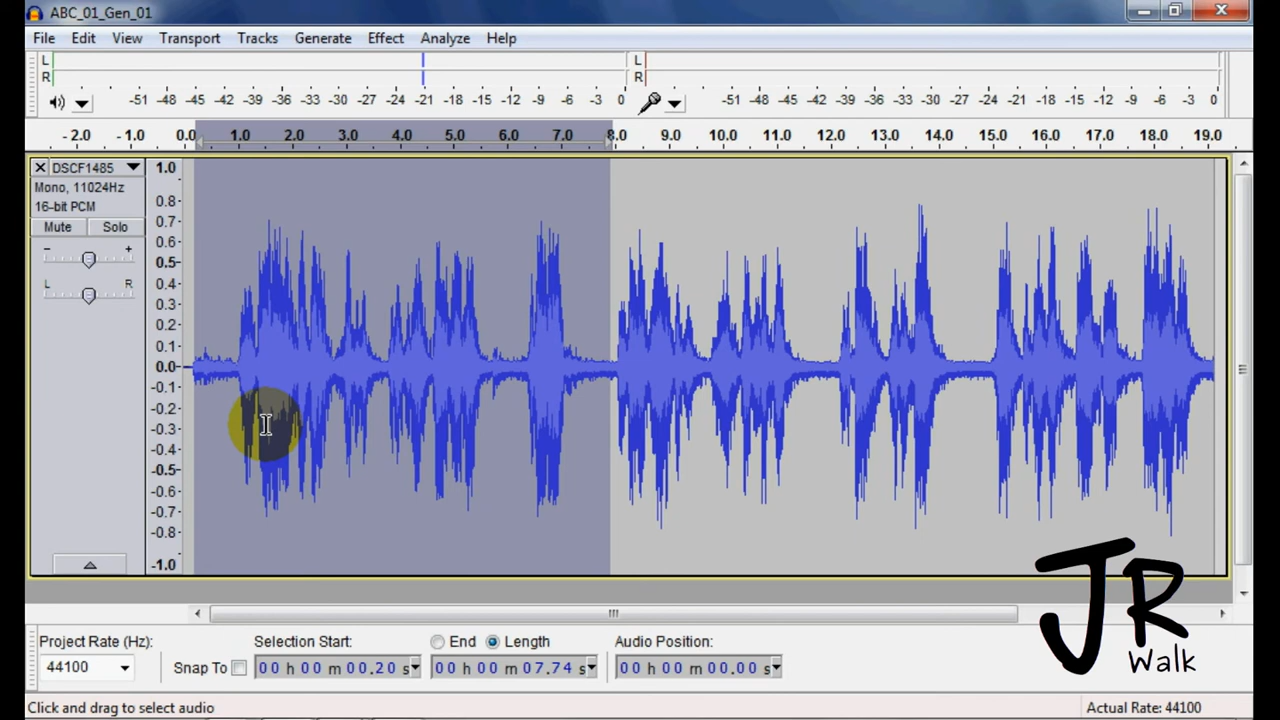 ABC_01_Gen_01
File Edit View Transport Tracks Generate Effect Analyze Help
L L
R R
-51 -48 -45 -42 -39 -36 -33 -30 -27 -24 -21 -18 -15 -12 -9 -6 -3 0 -51 -48 -45 -42 -39 -36 -33 -30 -27 -24 -21 -18 -15 -12 -9 -6 -3 0
-2.0 -1.0 0.0 1.0 2.0 3.0 4.0 5.0 6.0 7.0 8.0 9.0 10.0 11.0 12.0 13.0 14.0 15.0 16.0 17.0 18.0 19.0
DSCF1485 1.0
Mono, 11024Hz
16-bit PCM 0.8
Mute Solo 0.7
- + 0.6
0.5
L R 0.4
0.3
0.2
0.1
0.0
-0.1
-0.2
-0.3
-0.4
-0.5
-0.6
-0.7
-0.8
-1.0
JR
Walk
Project Rate (Hz): Selection Start: End Length Audio Position:
44100 Snap To 00 h 00 m 00.20 s 00 h 00 m 07.74 s 00 h 00 m 00.00 s
Click and drag to select audio Actual Rate: 44100